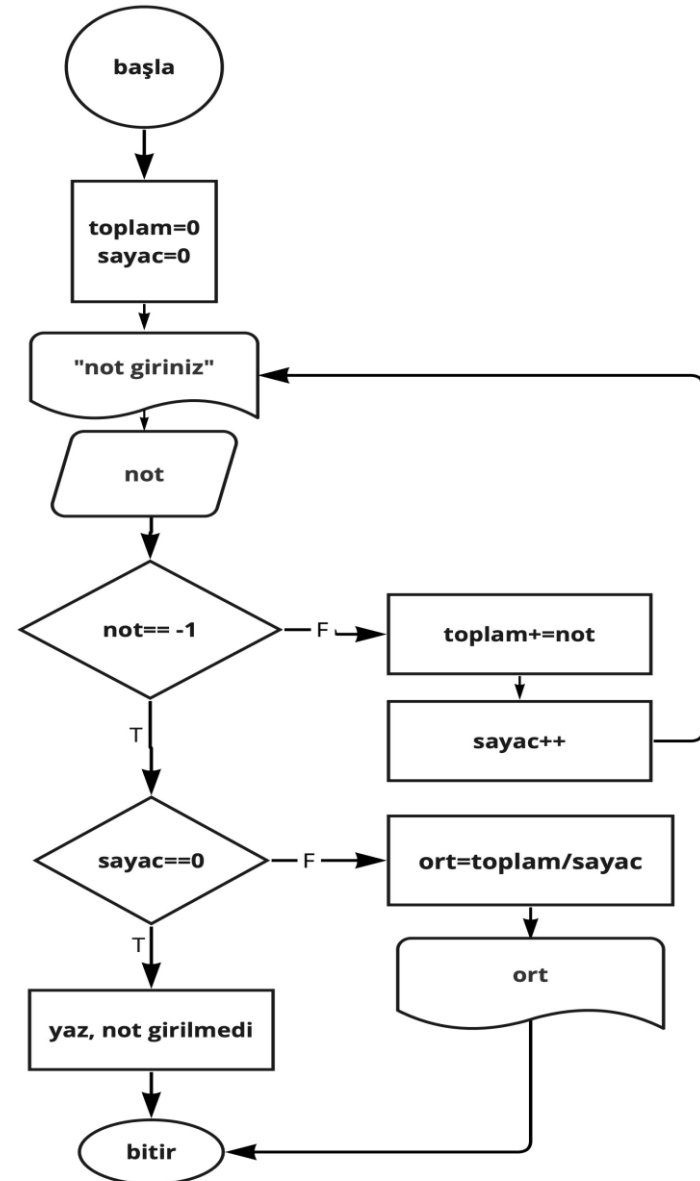 başla
toplam=0
sayac=0
"not giriniz"
not
not== -1
F
toplam+=not
sayac++
T
sayac==0
F
ort=toplam/sayac
ort
T
yaz, not girilmedi
bitir